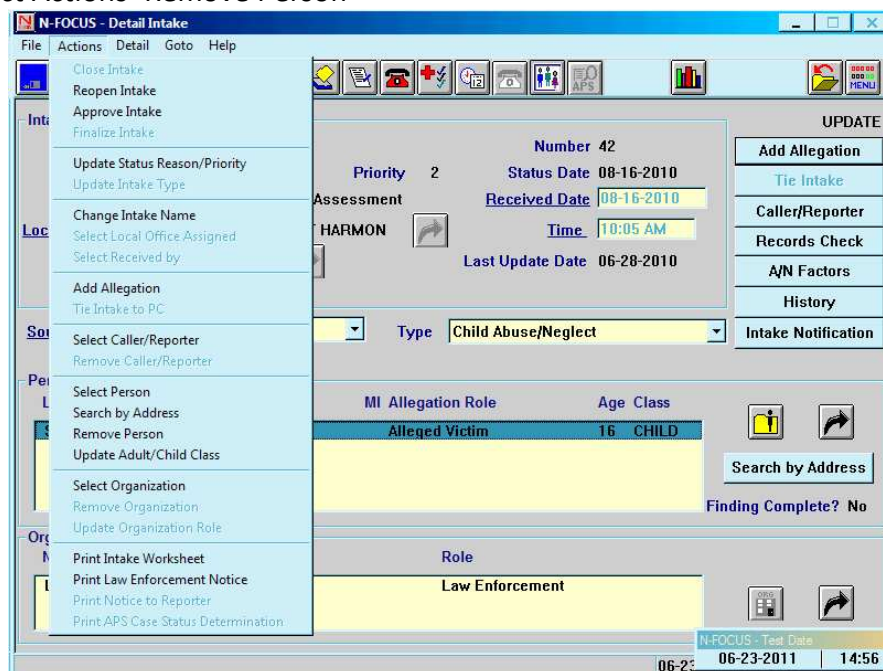 Actions Remove Person
N-FOCUS - Detail Intake
File Actions Detail Goto Help
Close Intake
Reopen Intake
Approve Intake
Finalize Intake
Update Status Reason/Priority
Update Intake Type
Change Intake Name
Select Local Office Assigned
Select Received by
Add Allegation
Tie Intake to PC
Select Caller/Reporter
Remove Caller/Reporter
Select Person
Search by Address
Remove Person
Update Adult/Child Class
Select Organization
Remove Organization
Update Organization Role
Print Intake Worksheet
Print Law Enforcement Notice
Print Notice to Reporter
Print APS Case Status Determination
12
APS
MENU
UPDATE
Number 42
Priority 2 Status Date 08-16-2010
Assessment Received Date 08-16-2010
HARMON Time 10:05 AM
Last Update Date 06-28-2010
Add Allegation
Tie Intake
Caller/Reporter
Records Check
A/N Factors
History
Intake Notification
Type Child Abuse/Neglect
MI Allegation Role Age Class
Alleged Victim 16 CHILD
Search by Address
Finding Complete? No
Role
Law Enforcement
ORG
N-FOCUS - Test Date
06-23-2011 14:56